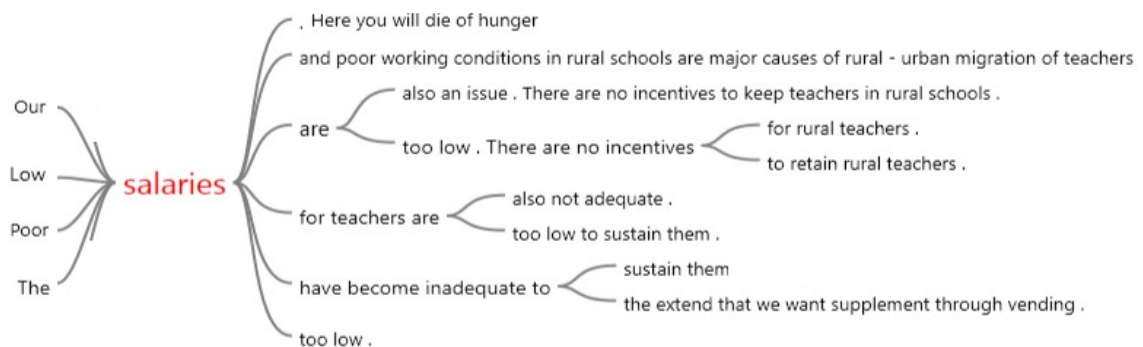 Our
Low
Poor
The
salaries
. Here you will die of hunger
and poor working conditions in rural schools are major causes of rural - urban migration of teachers
are
also an issue . There are no incentives to keep teachers in rural schools .
too low . There are no incentives
for rural teachers .
to retain rural teachers .
for teachers are
also not adequate .
too low to sustain them .
have become inadequate to
sustain them
the extend that we want supplement through vending .
too low .